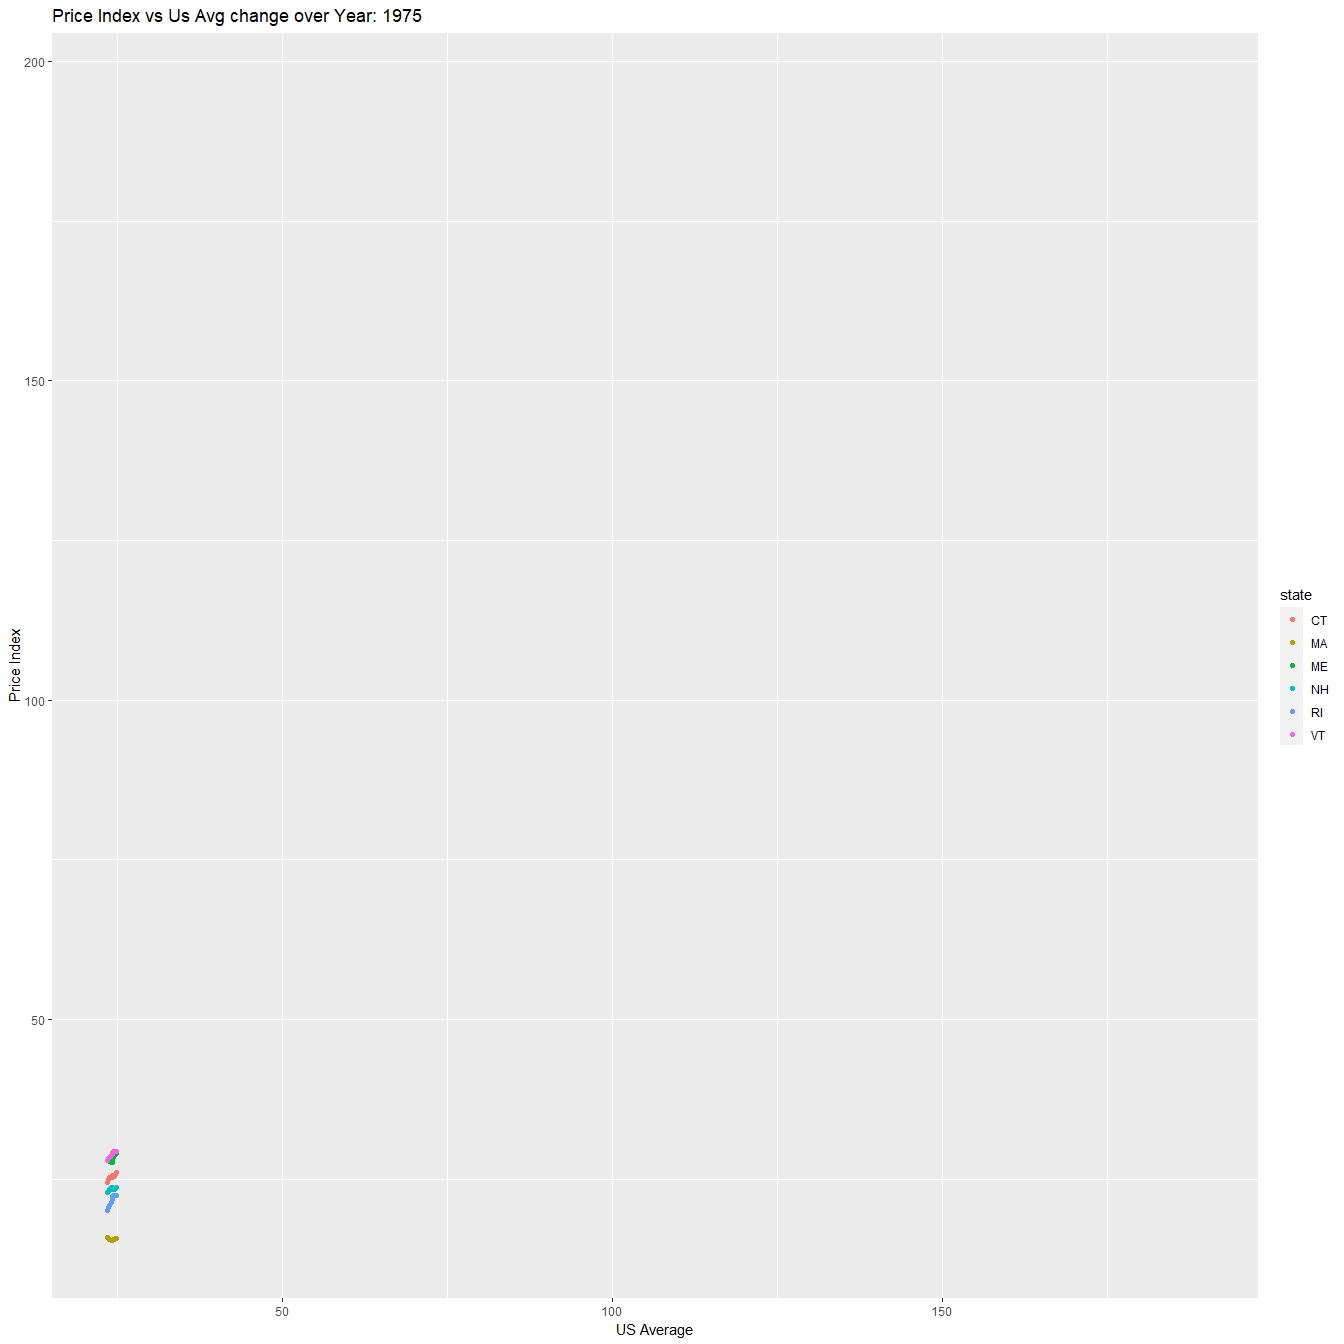 Price Index vs Us Avg change over Year: 1975
200
150
100
50
Price Index
50
100
150
US Average
state
CT
MA
ME
NH
RI
VT